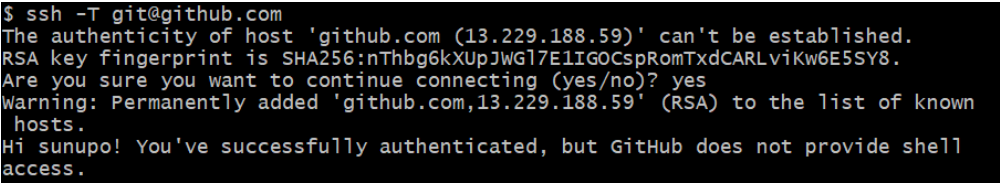 $ ssh -T git@github.com
The authenticity of host 'github.com (13.229.188.59)' can't be established.
RSA key fingerprint is SHA256:nThbg6kXUpJWGl7E1IGOCspRomTxdCARLviKw6E5SY8.
Are you sure you want to continue connecting (yes/no)? yes
Warning: Permanently added 'github.com,13.229.188.59' (RSA) to the list of known
hosts.
Hi sunupo! You've successfully authenticated, but GitHub does not provide shell
access.